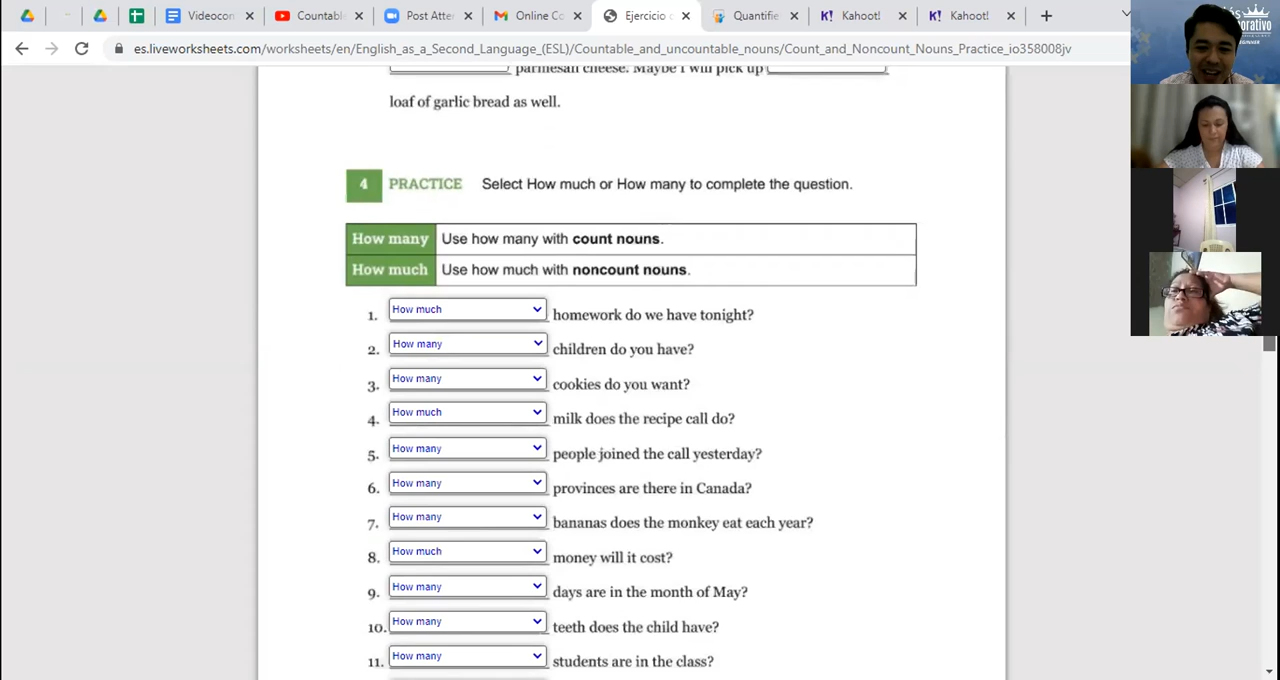 Videocon
Countabl
Post Atte
Online Co
Ejercicio c
Quantifie
Kahoot!
Kahoot!
es.liveworksheets.com/worksheets/en/English_as_a_Second_Language_(ESL)/Countable_and_uncountable_nouns/Count_and_Noncount_Nouns_Practice_io358008jv
parmesan cheese. Maybe I will pick up
loaf of garlic bread as well.
4 PRACTICE Select How much or How many to complete the question.
How many Use how many with count nouns.
How much Use how much with noncount nouns.
1. How much homework do we have tonight?
2. How many children do you have?
3. How many cookies do you want?
4. How much milk does the recipe call do?
5. How many people joined the call yesterday?
6. How many provinces are there in Canada?
7. How many bananas does the monkey eat each year?
8. How much money will it cost?
9. How many days are in the month of May?
10. How many teeth does the child have?
11. How many students are in the class?